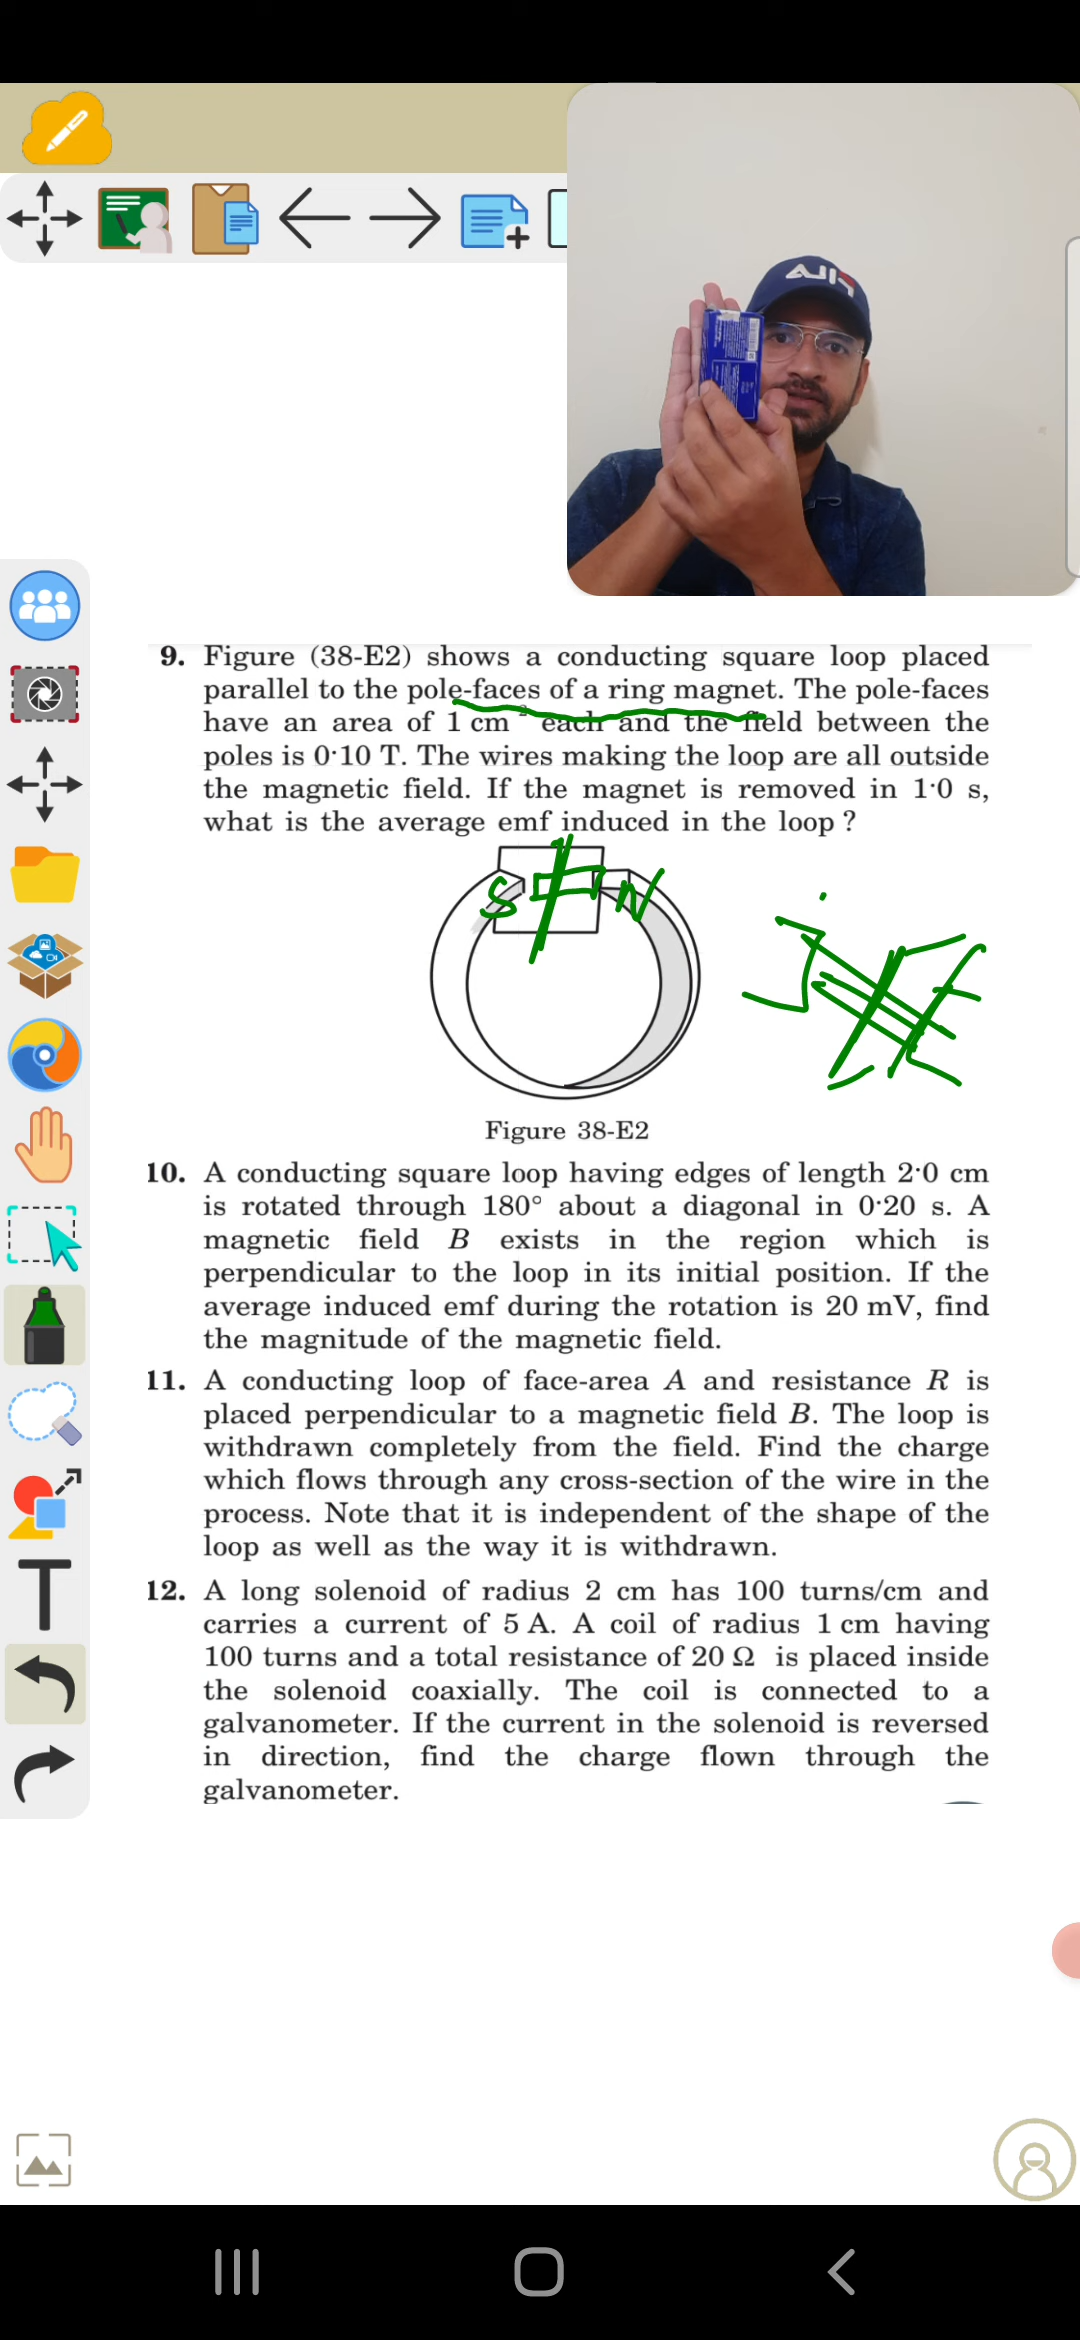 9. Figure (38-E2) shows a conducting square loop placed
parallel to the pole-faces of a ring magnet. The pole-faces
have an area of 1 cm² each and the field between the
poles is 0·10 T. The wires making the loop are all outside
the magnetic field. If the magnet is removed in 1·0 s,
what is the average emf induced in the loop ?
S N
Figure 38-E2
10. A conducting square loop having edges of length 2·0 cm
is rotated through 180° about a diagonal in 0·20 s. A
magnetic field B exists in the region which is
perpendicular to the loop in its initial position. If the
average induced emf during the rotation is 20 mV, find
the magnitude of the magnetic field.
11. A conducting loop of face-area A and resistance R is
placed perpendicular to a magnetic field B. The loop is
withdrawn completely from the field. Find the charge
which flows through any cross-section of the wire in the
process. Note that it is independent of the shape of the
loop as well as the way it is withdrawn.
12. A long solenoid of radius 2 cm has 100 turns/cm and
carries a current of 5 A. A coil of radius 1 cm having
100 turns and a total resistance of 20 Ω is placed inside
the solenoid coaxially. The coil is connected to a
galvanometer. If the current in the solenoid is reversed
in direction, find the charge flown through the
galvanometer.